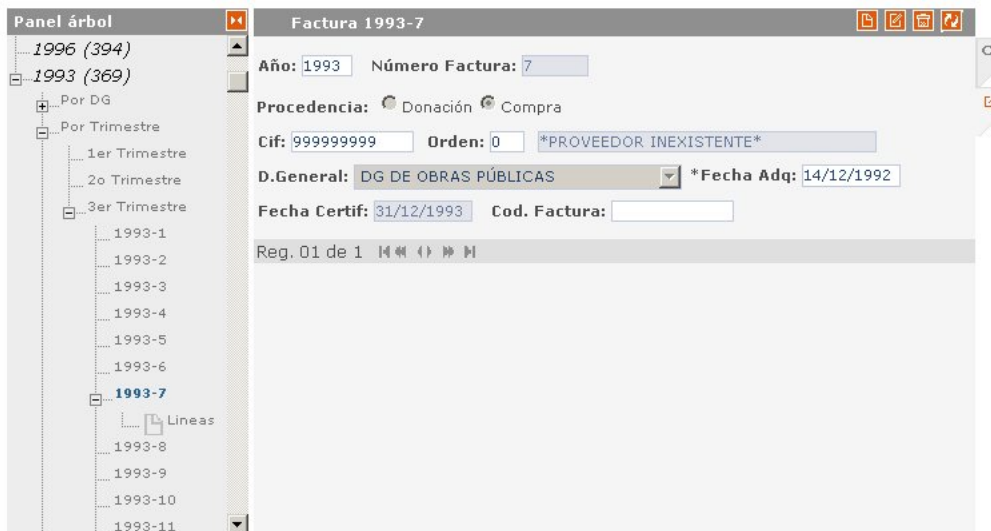 Panel árbol
1996 (394)
1993 (369)
Por DG
Por Trimestre
1er Trimestre
2o Trimestre
3er Trimestre
1993-1
1993-2
1993-3
1993-4
1993-5
1993-6
1993-7
Lineas
1993-8
1993-9
1993-10
1993-11
Factura 1993-7
Año: 1993 Número Factura: 7
Procedencia: Donación Compra
Cif: 999999999 Orden: 0 *PROVEEDOR INEXISTENTE*
D.General: DG DE OBRAS PÚBLICAS *Fecha Adq: 14/12/1992
Fecha Certif: 31/12/1993 Cod. Factura:
Reg. 01 de 1